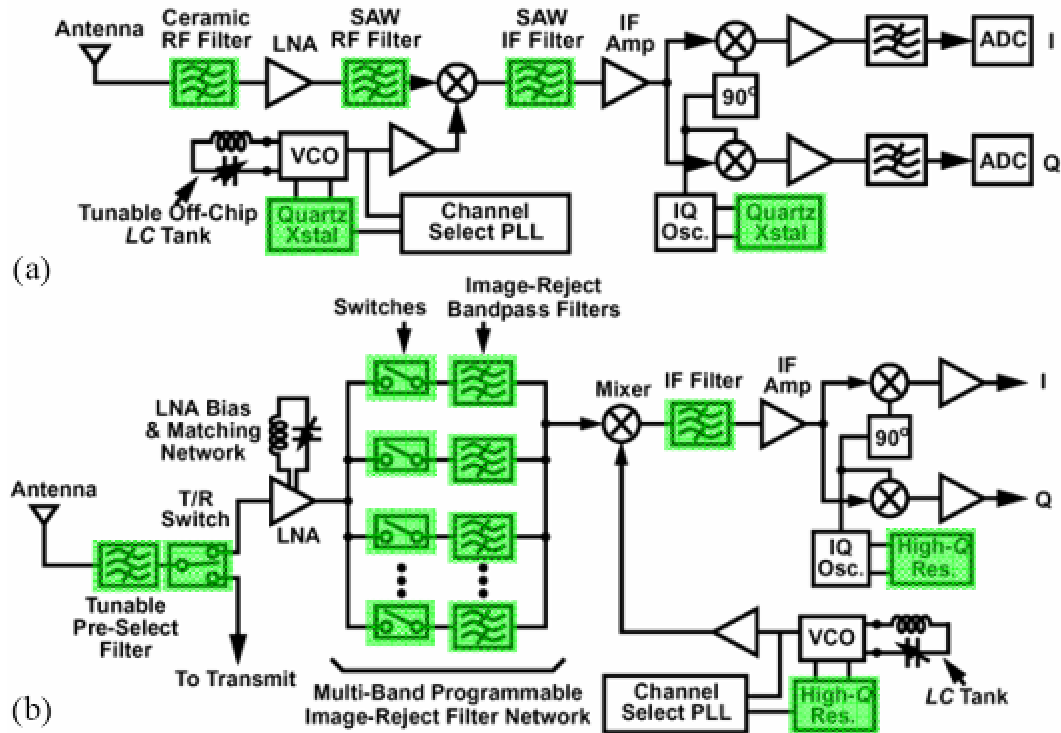 Antenna
Ceramic
RF Filter
LNA
SAW
RF Filter
SAW
IF Filter
IF
Amp
90°
ADC
I
ADC
Q
VCO
Tunable Off-Chip
LC Tank
Quartz
Xstal
Channel
Select PLL
IQ
Osc.
Quartz
Xstal
(a)
Switches
Image-Reject
Bandpass Filters
LNA Bias
& Matching
Network
Antenna
T/R
Switch
LNA
Tunable
Pre-Select
Filter
To Transmit
Multi-Band Programmable
Image-Reject Filter Network
Mixer
IF Filter
IF
Amp
90°
I
Q
IQ
Osc.
High-Q
Res.
VCO
LC Tank
Channel
Select PLL
High-Q
Res.
(b)